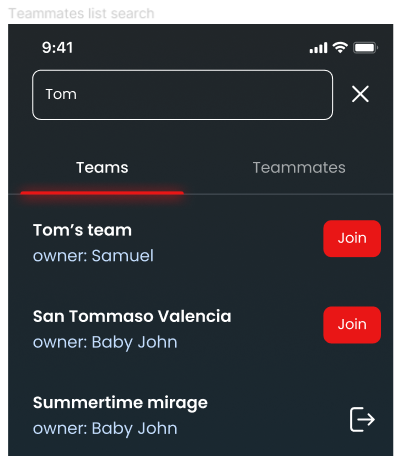 Teammates list search
9:41
Tom
Teams
Teammates
Tom's team
owner: Samuel
Join
San Tommaso Valencia
owner: Baby John
Join
Summertime mirage
owner: Baby John